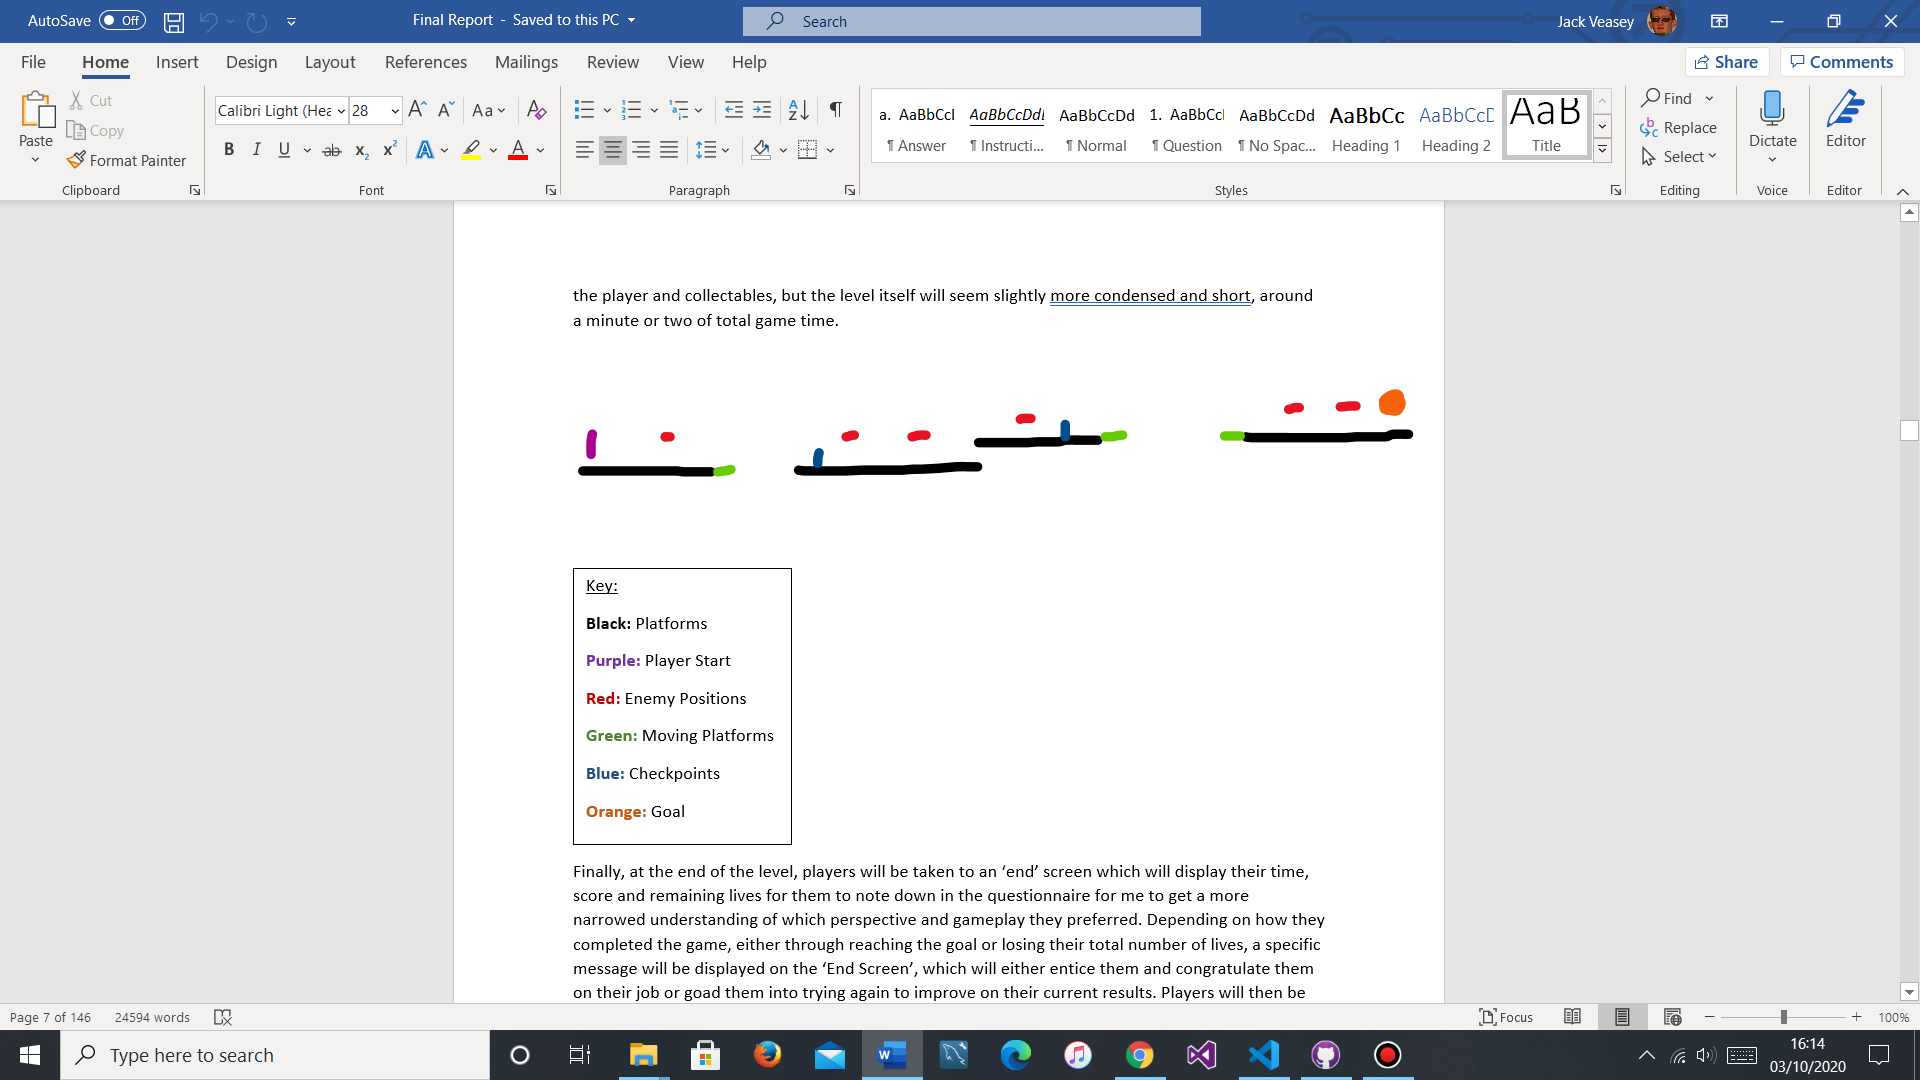 AutoSave Off Final Report - Saved to this PC Search Jack Veasey
File Home Insert Design Layout References Mailings Review View Help Share Comments
Paste Cut Copy Format Painter
Clipboard
Calibri Light (Hea 28 Aa
B I U ab x2 x2 A A
Font
Paragraph
a. AaBbCcI AaBbCcDdI AaBbCcDd 1. AaBbCcI AaBbCcDd AaBbCc AaBbCcD AaB
¶ Answer ¶ Instructi... ¶ Normal ¶ Question ¶ No Spac... Heading 1 Heading 2 Title
Styles
Find
Replace
Select
Editing
Dictate
Voice
Editor
Editor
the player and collectables, but the level itself will seem slightly more condensed and short, around
a minute or two of total game time.
Key:
Black: Platforms
Purple: Player Start
Red: Enemy Positions
Green: Moving Platforms
Blue: Checkpoints
Orange: Goal
Finally, at the end of the level, players will be taken to an ‘end’ screen which will display their time,
score and remaining lives for them to note down in the questionnaire for me to get a more
narrowed understanding of which perspective and gameplay they preferred. Depending on how they
completed the game, either through reaching the goal or losing their total number of lives, a specific
message will be displayed on the ‘End Screen’, which will either entice them and congratulate them
on their job or goad them into trying again to improve on their current results. Players will then be
Page 7 of 146 24594 words Focus 100%
Type here to search
16:14
03/10/2020